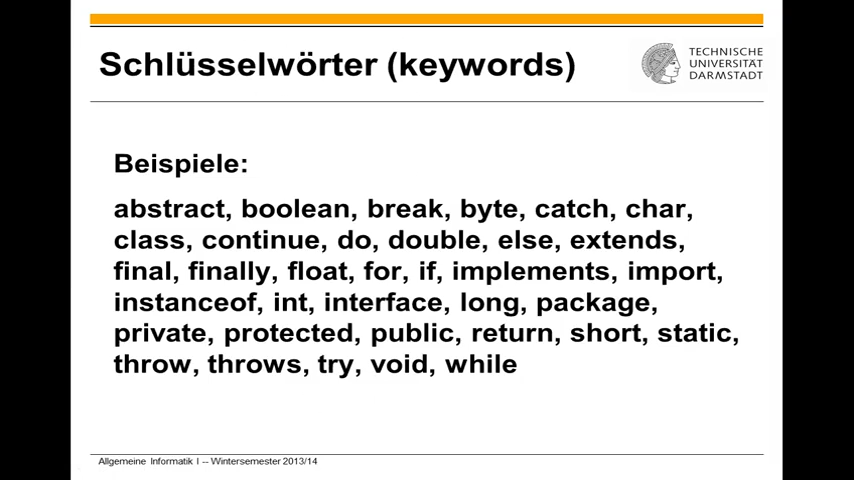 Schlüsselwörter (keywords)
TECHNISCHE
UNIVERSITÄT
DARMSTADT
Beispiele:
abstract, boolean, break, byte, catch, char,
class, continue, do, double, else, extends,
final, finally, float, for, if, implements, import,
instanceof, int, interface, long, package,
private, protected, public, return, short, static,
throw, throws, try, void, while
Allgemeine Informatik I -- Wintersemester 2013/14